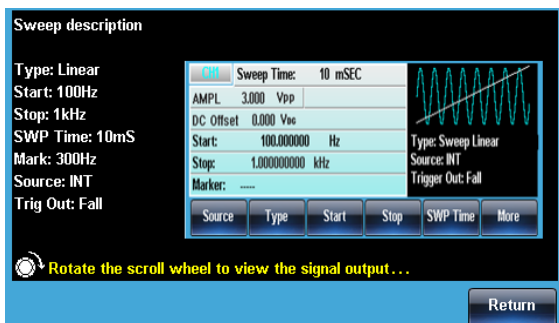 Sweep description
Type: Linear
Start: 100Hz
Stop: 1kHz
SWP Time: 10mS
Mark: 300Hz
Source: INT
Trig Out: Fall
CH1 Sweep Time: 10 mSEC
AMPL 3.000 Vpp
DC Offset 0.000 VDC
Start: 100.000000 Hz
Stop: 1.000000000 kHz
Marker: -----
Type: Sweep Linear
Source: INT
Trigger Out: Fall
Source Type Start Stop SWP Time More
Rotate the scroll wheel to view the signal output...
Return